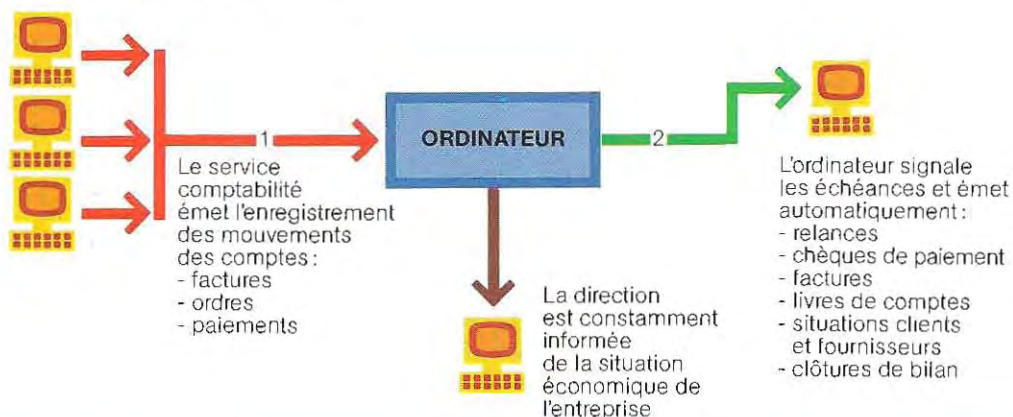 1
Le service
comptabilité
émet l'enregistrement
des mouvements
des comptes :
- factures
- ordres
- paiements
ORDINATEUR
2
L'ordinateur signale
les échéances et émet
automatiquement :
- relances
- chèques de paiement
- factures
- livres de comptes
- situations clients
et fournisseurs
- clôtures de bilan
La direction
est constamment
informée
de la situation
économique de
l'entreprise